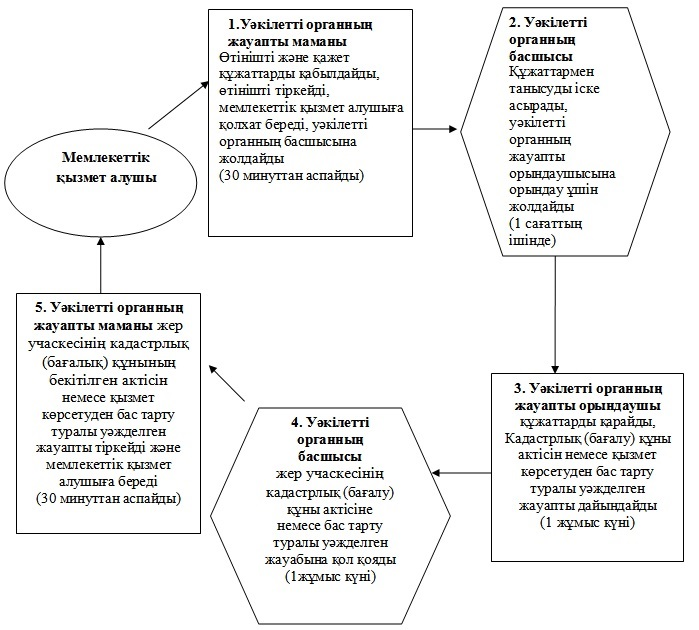 Мемлекеттік
қызмет алушы
1.Уәкілетті органның
жауапты маманы
Өтінішті және қажет
құжаттарды қабылдайды,
өтінішті тіркейді,
мемлекеттік қызмет алушыға
қолхат береді, уәкілетті
органның басшысына
жолдайды
(30 минуттан аспайды)
2. Уәкілетті
органның
басшысы
Құжаттармен
танысуды іске
асырады,
уәкілетті
органның
жауапты
орындаушысына
орындау үшін
жолдайды
(1 сағаттың
ішінде)
3. Уәкілетті органның
жауапты орындаушы
құжаттарды қарайды,
Кадастрлық (бағалу) құны
актісін немесе қызмет
көрсетуден бас тарту
туралы уәжделген
жауапты дайындайды
(1 жұмыс күні)
4. Уәкілетті
органның
басшысы
жер учаскесінің
кадастрлық (бағалу)
құны актісіне
немесе бас тарту
туралы уәжделген
жауабына қол қояды
(1жұмыс күні)
5. Уәкілетті органның
жауапты маманы жер
учаскесінің кадастрлық
(бағалық) құнының
бекітілген актісін
немесе қызмет
көрсетуден бас тарту
туралы уәжделген
жауапты тіркейді және
мемлекеттік қызмет
алушыға береді
(30 минуттан аспайды)